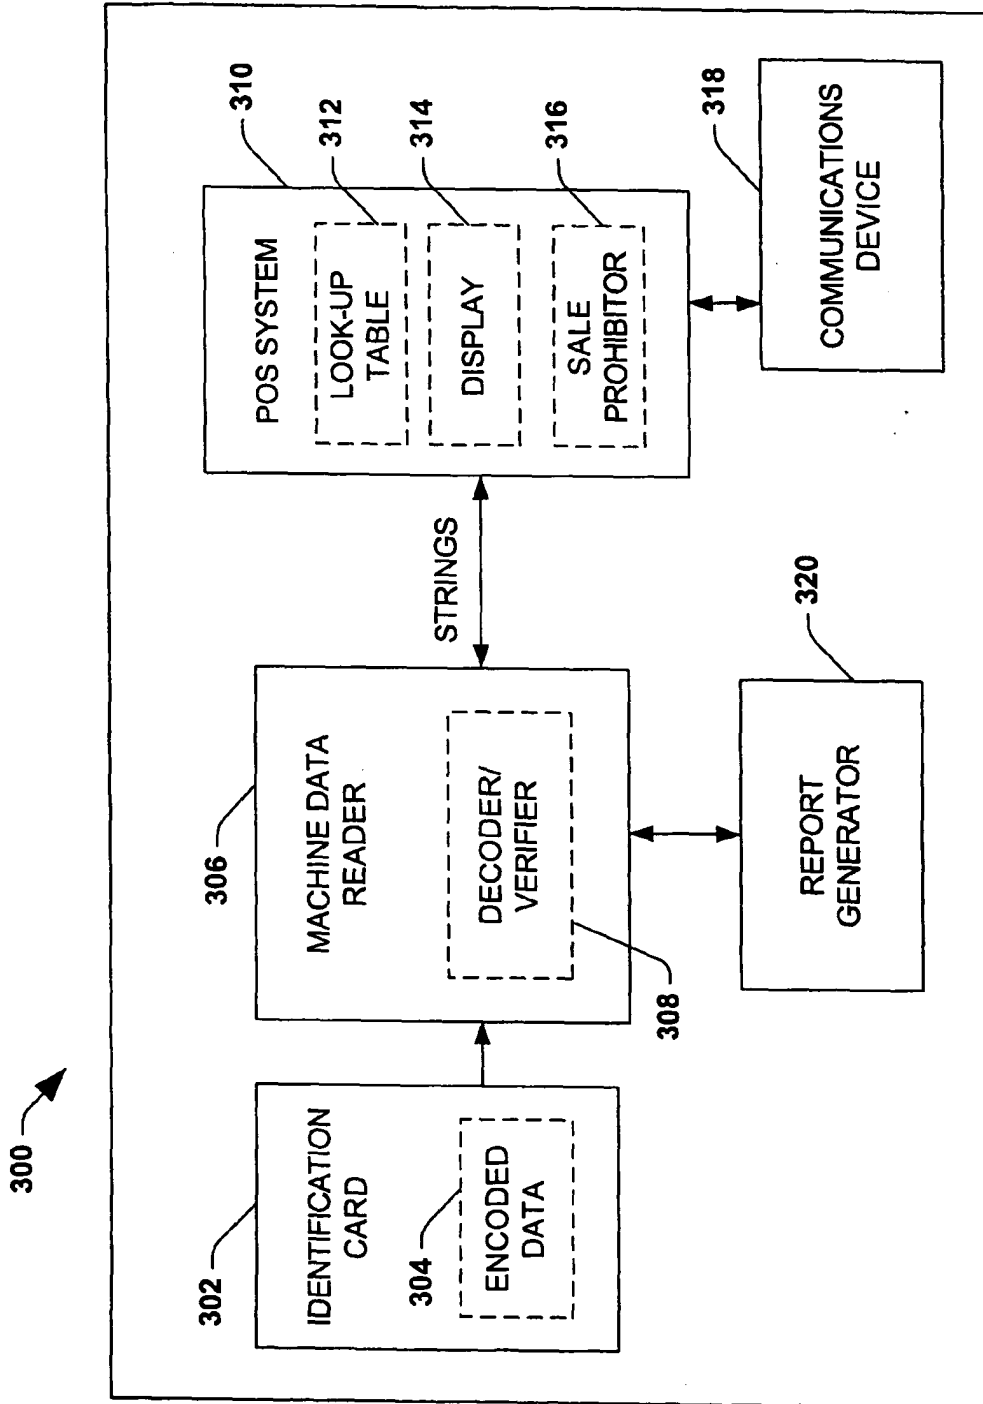 300
302
IDENTIFICATION
CARD
304
ENCODED
DATA
306
MACHINE DATA
READER
DECODER/
VERIFIER
308
STRINGS
310
POS SYSTEM
312
LOOK-UP
TABLE
314
DISPLAY
316
SALE
PROHIBITOR
318
COMMUNICATIONS
DEVICE
320
REPORT
GENERATOR